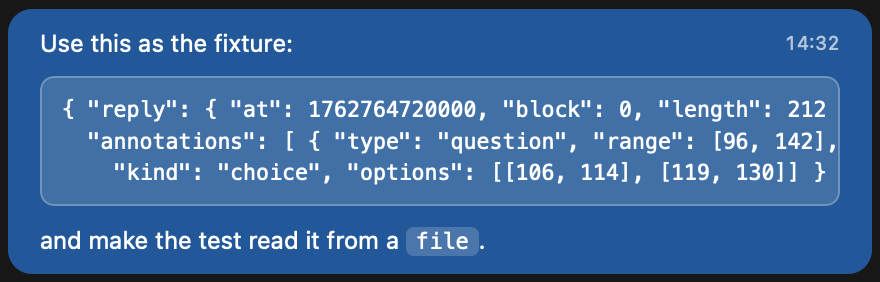 Use this as the fixture:
14:32
{ "reply": { "at": 1762764720000, "block": 0, "length": 212
"annotations": [ { "type": "question", "range": [96, 142],
"kind": "choice", "options": [[106, 114], [119, 130]] }
and make the test read it from a file.